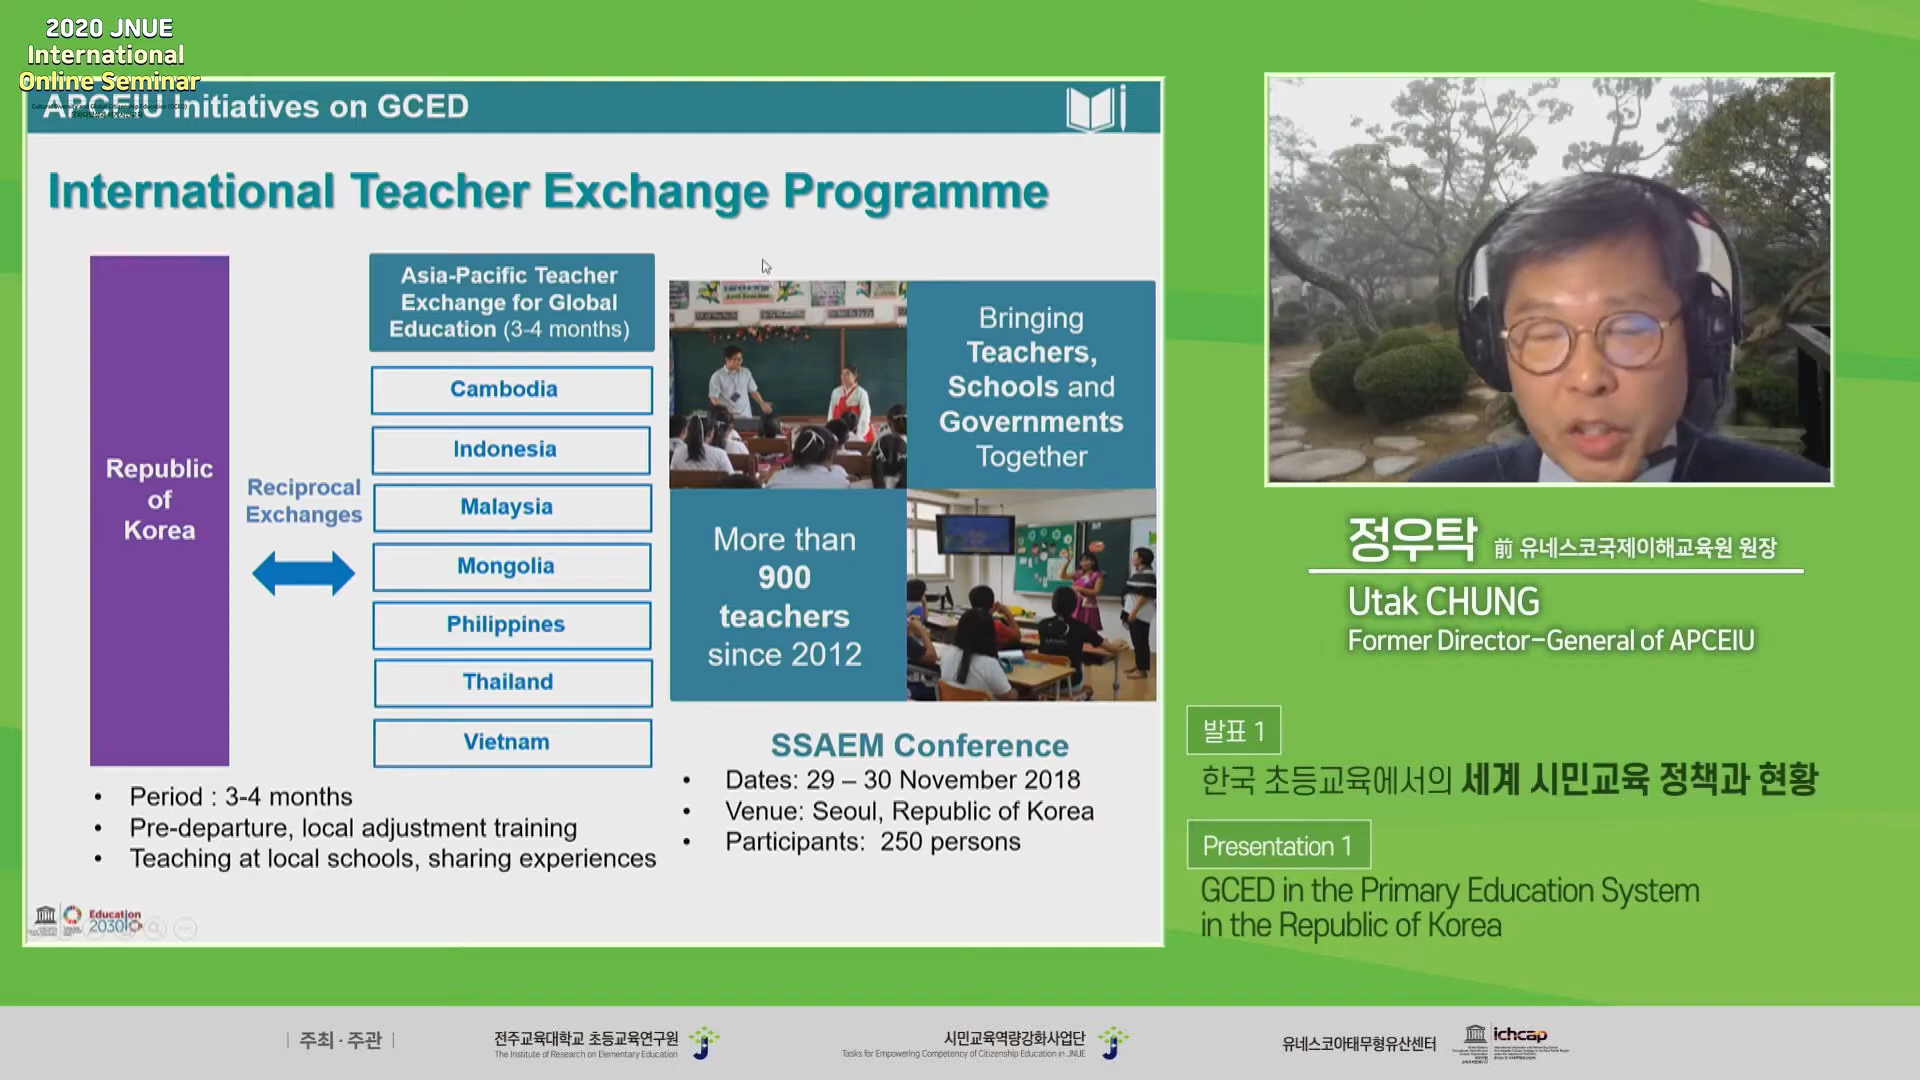 2020 JNUE
International
Online Seminar
APCEIU Initiatives on GCED
International Teacher Exchange Programme
Republic
of
Korea
Reciprocal
Exchanges
Asia-Pacific Teacher
Exchange for Global
Education (3-4 months)
Cambodia
Indonesia
Malaysia
Mongolia
Philippines
Thailand
Vietnam
Bringing
Teachers,
Schools and
Governments
Together
More than
900
teachers
since 2012
• Period : 3-4 months
• Pre-departure, local adjustment training
• Teaching at local schools, sharing experiences
SSAEM Conference
• Dates: 29 – 30 November 2018
• Venue: Seoul, Republic of Korea
• Participants: 250 persons
Education
2030
정우탁 前 유네스코국제이해교육원 원장
Utak CHUNG
Former Director-General of APCEIU
발표 1
한국 초등교육에서의 세계 시민교육 정책과 현황
Presentation 1
GCED in the Primary Education System
in the Republic of Korea
주최·주관
전주교육대학교 초등교육연구원
The Institute of Research on Elementary Education
시민교육역량강화사업단
Tasks for Empowering Competency of Citizenship Education in JNUE
유네스코아태무형유산센터
ichcap